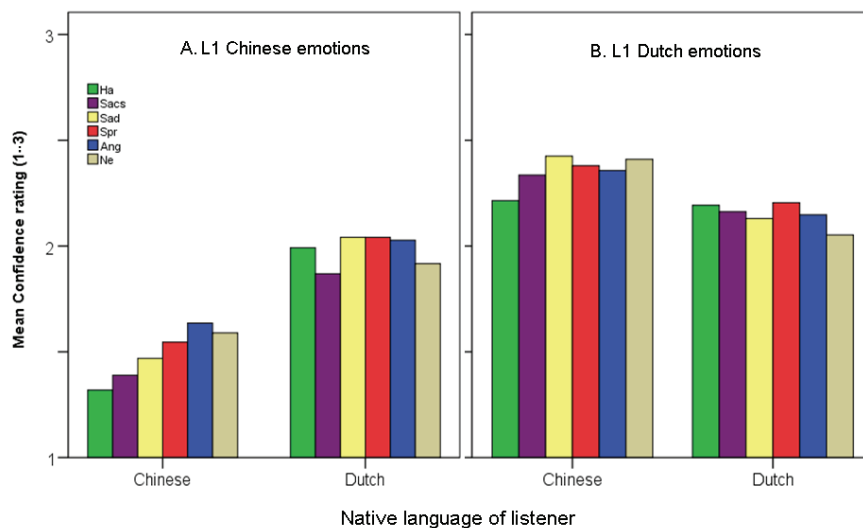 A. L1 Chinese emotions
B. L1 Dutch emotions
Ha
Sacs
Sad
Spr
Ang
Ne
Mean Confidence rating (1··3)
3
2
1
Chinese
Dutch
Chinese
Dutch
Native language of listener